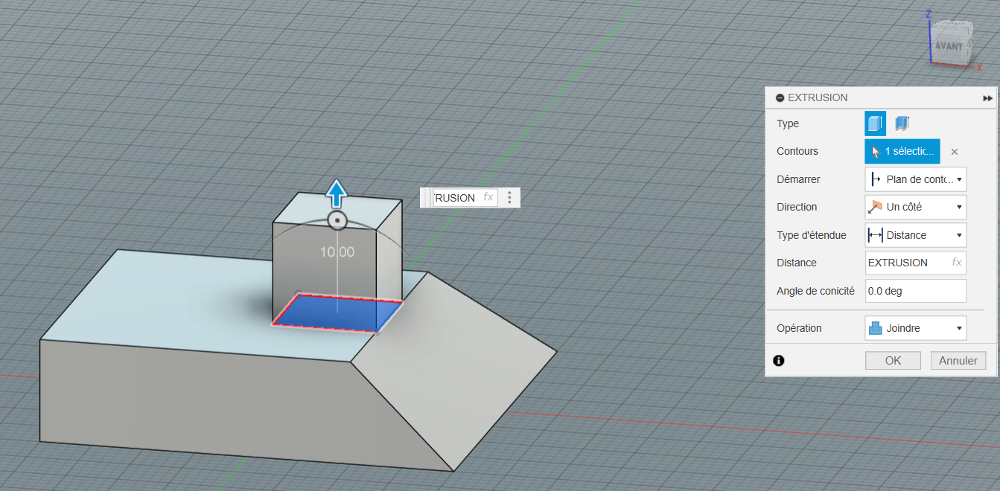 Z
AVANT
X
EXTRUSION
Type
Contours
1 sélectic...
Démarrer
Plan de cont...
Direction
Un côté
Type d'étendue
Distance
Distance
EXTRUSION fx
Angle de conicité
0.0 deg
Opération
Joindre
OK
Annuler
RUSION fx
10.00